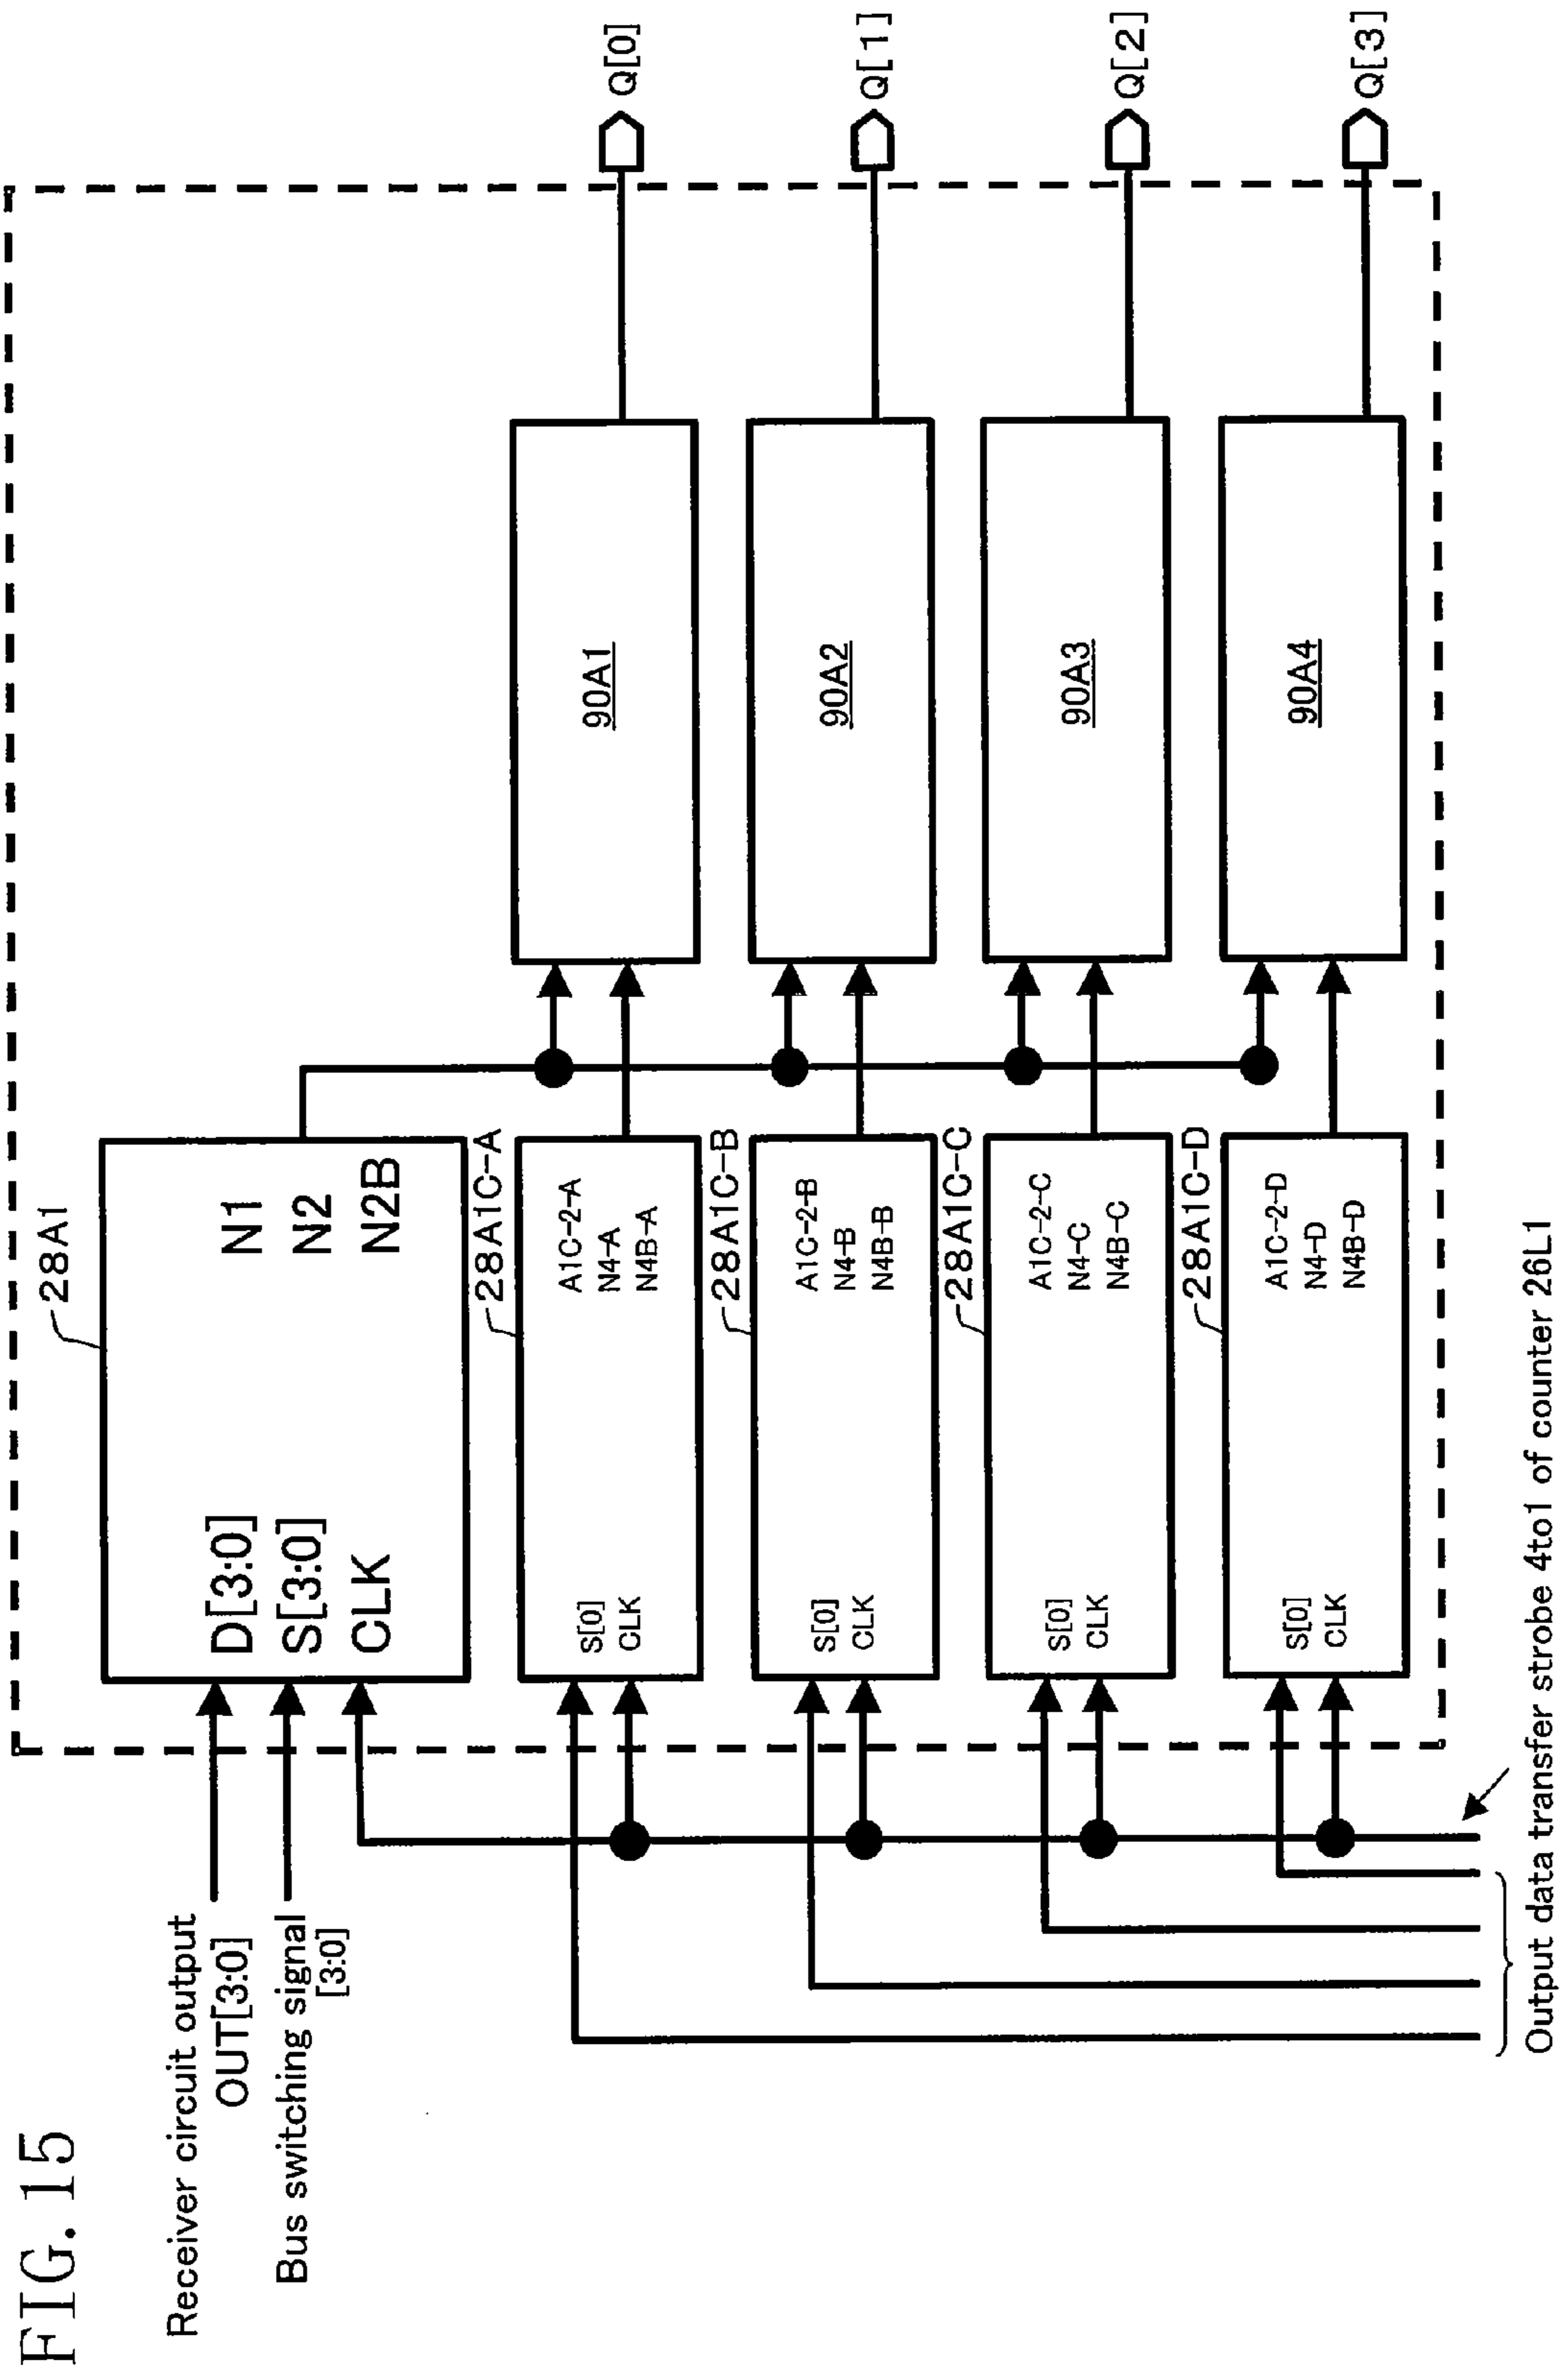 FIG. 15
Receiver circuit output
OUT[3:0]
Bus switching signal
[3:0]
28A1
D[3:0]
S[3:0]
CLK
N1
N2
N2B
28A1C-A
S[0]
CLK
A1C-2-A
N4-A
N4B-A
90A1
Q[0]
28A1C-B
S[0]
CLK
A1C-2-B
N4-B
N4B-B
90A2
Q[1]
28A1C-C
S[0]
CLK
A1C-2-C
N4-C
N4B-C
90A3
Q[2]
28A1C-D
S[0]
CLK
A1C-2-D
N4-D
N4B-D
90A4
Q[3]
Output data transfer strobe 4to1 of counter 26L1